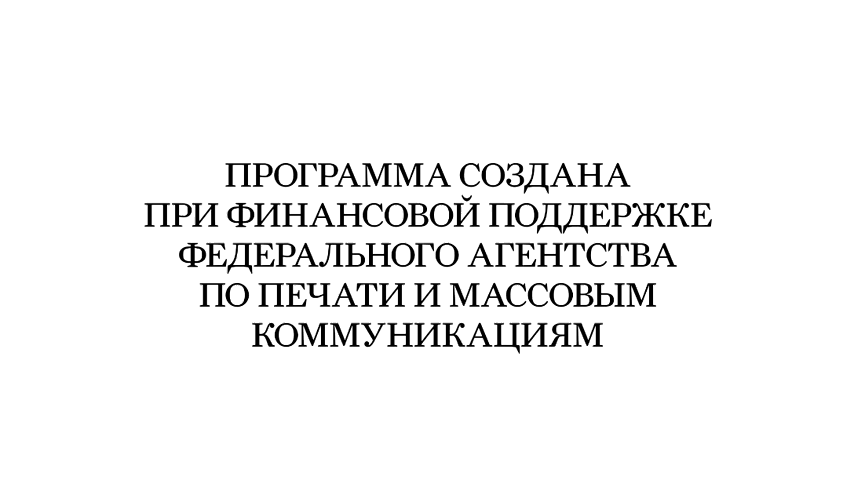 ПРОГРАММА СОЗДАНА
ПРИ ФИНАНСОВОЙ ПОДДЕРЖКЕ
ФЕДЕРАЛЬНОГО АГЕНТСТВА
ПО ПЕЧАТИ И МАССОВЫМ
КОММУНИКАЦИЯМ